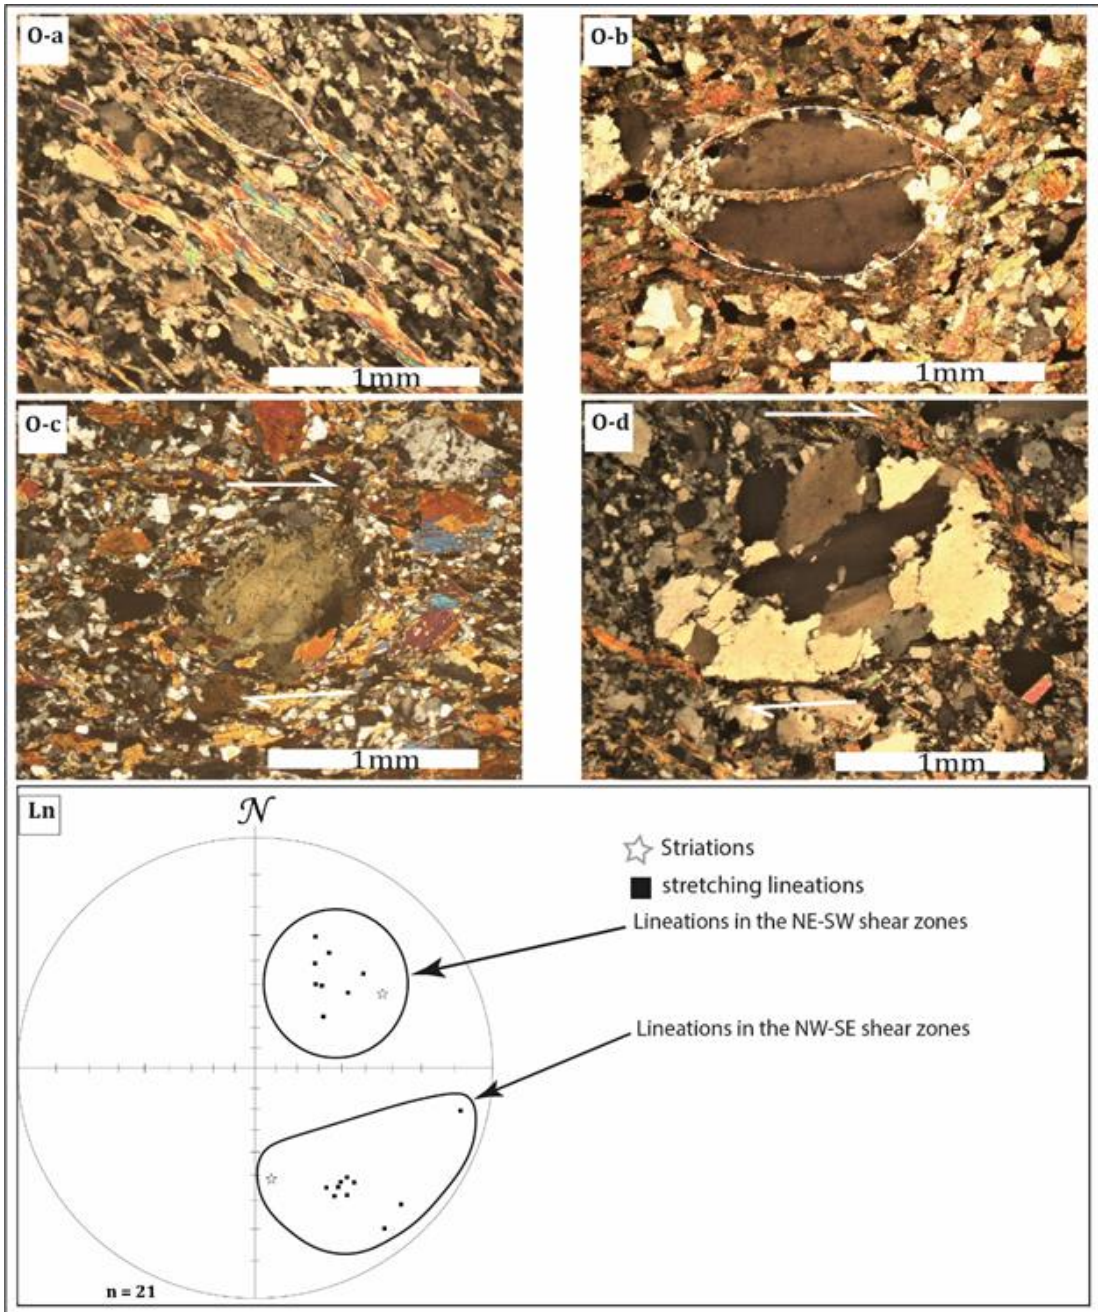 O-a
O-b
1mm
1mm
O-c
O-d
1mm
1mm
Ln
N
Striations
stretching lineations
Lineations in the NE-SW shear zones
Lineations in the NW-SE shear zones
n = 21